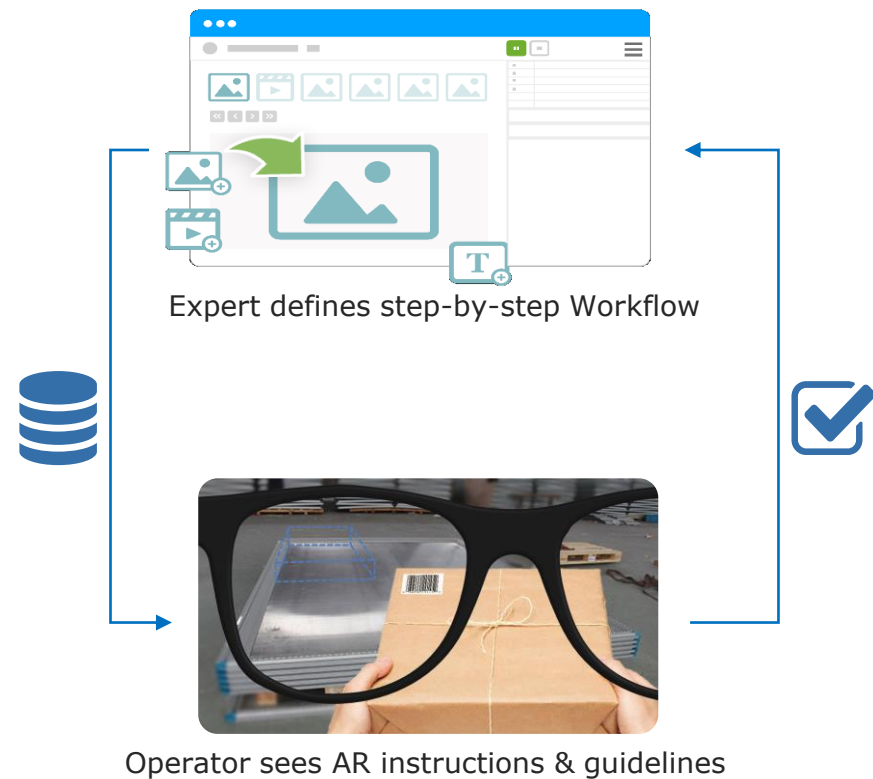 T
Expert defines step-by-step Workflow
Operator sees AR instructions & guidelines